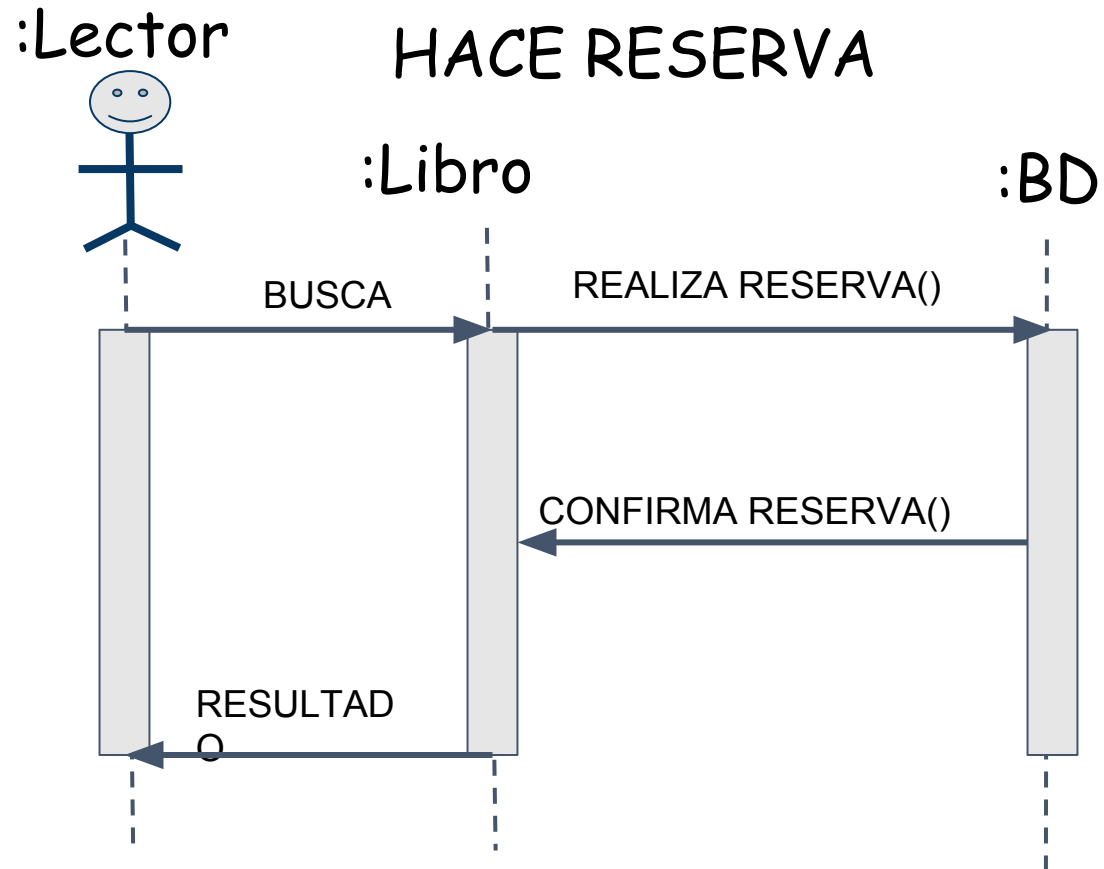 :Lector
HACE RESERVA
:Libro
:BD
BUSCA
REALIZA RESERVA()
CONFIRMA RESERVA()
RESULTAD
O